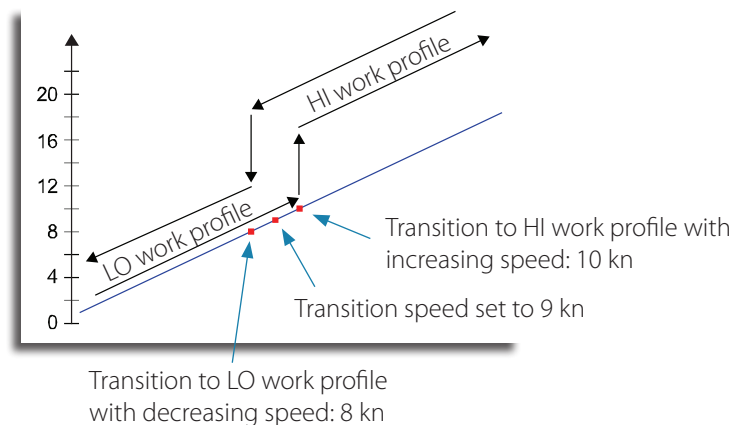 HI work profile
20
16
12
8
4
0
LO work profile
Transition to HI work profile with
increasing speed: 10 kn
Transition speed set to 9 kn
Transition to LO work profile
with decreasing speed: 8 kn